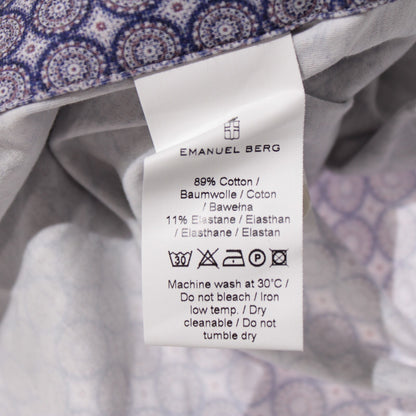 EMANUEL BERG
89% Cotton /
Baumwolle / Coton
/ Bawełna
11% Elastane / Elasthan
/ Elasthane / Elastan
30 P
Machine wash at 30°C /
Do not bleach / Iron
low temp. / Dry
cleanable / Do not
tumble dry